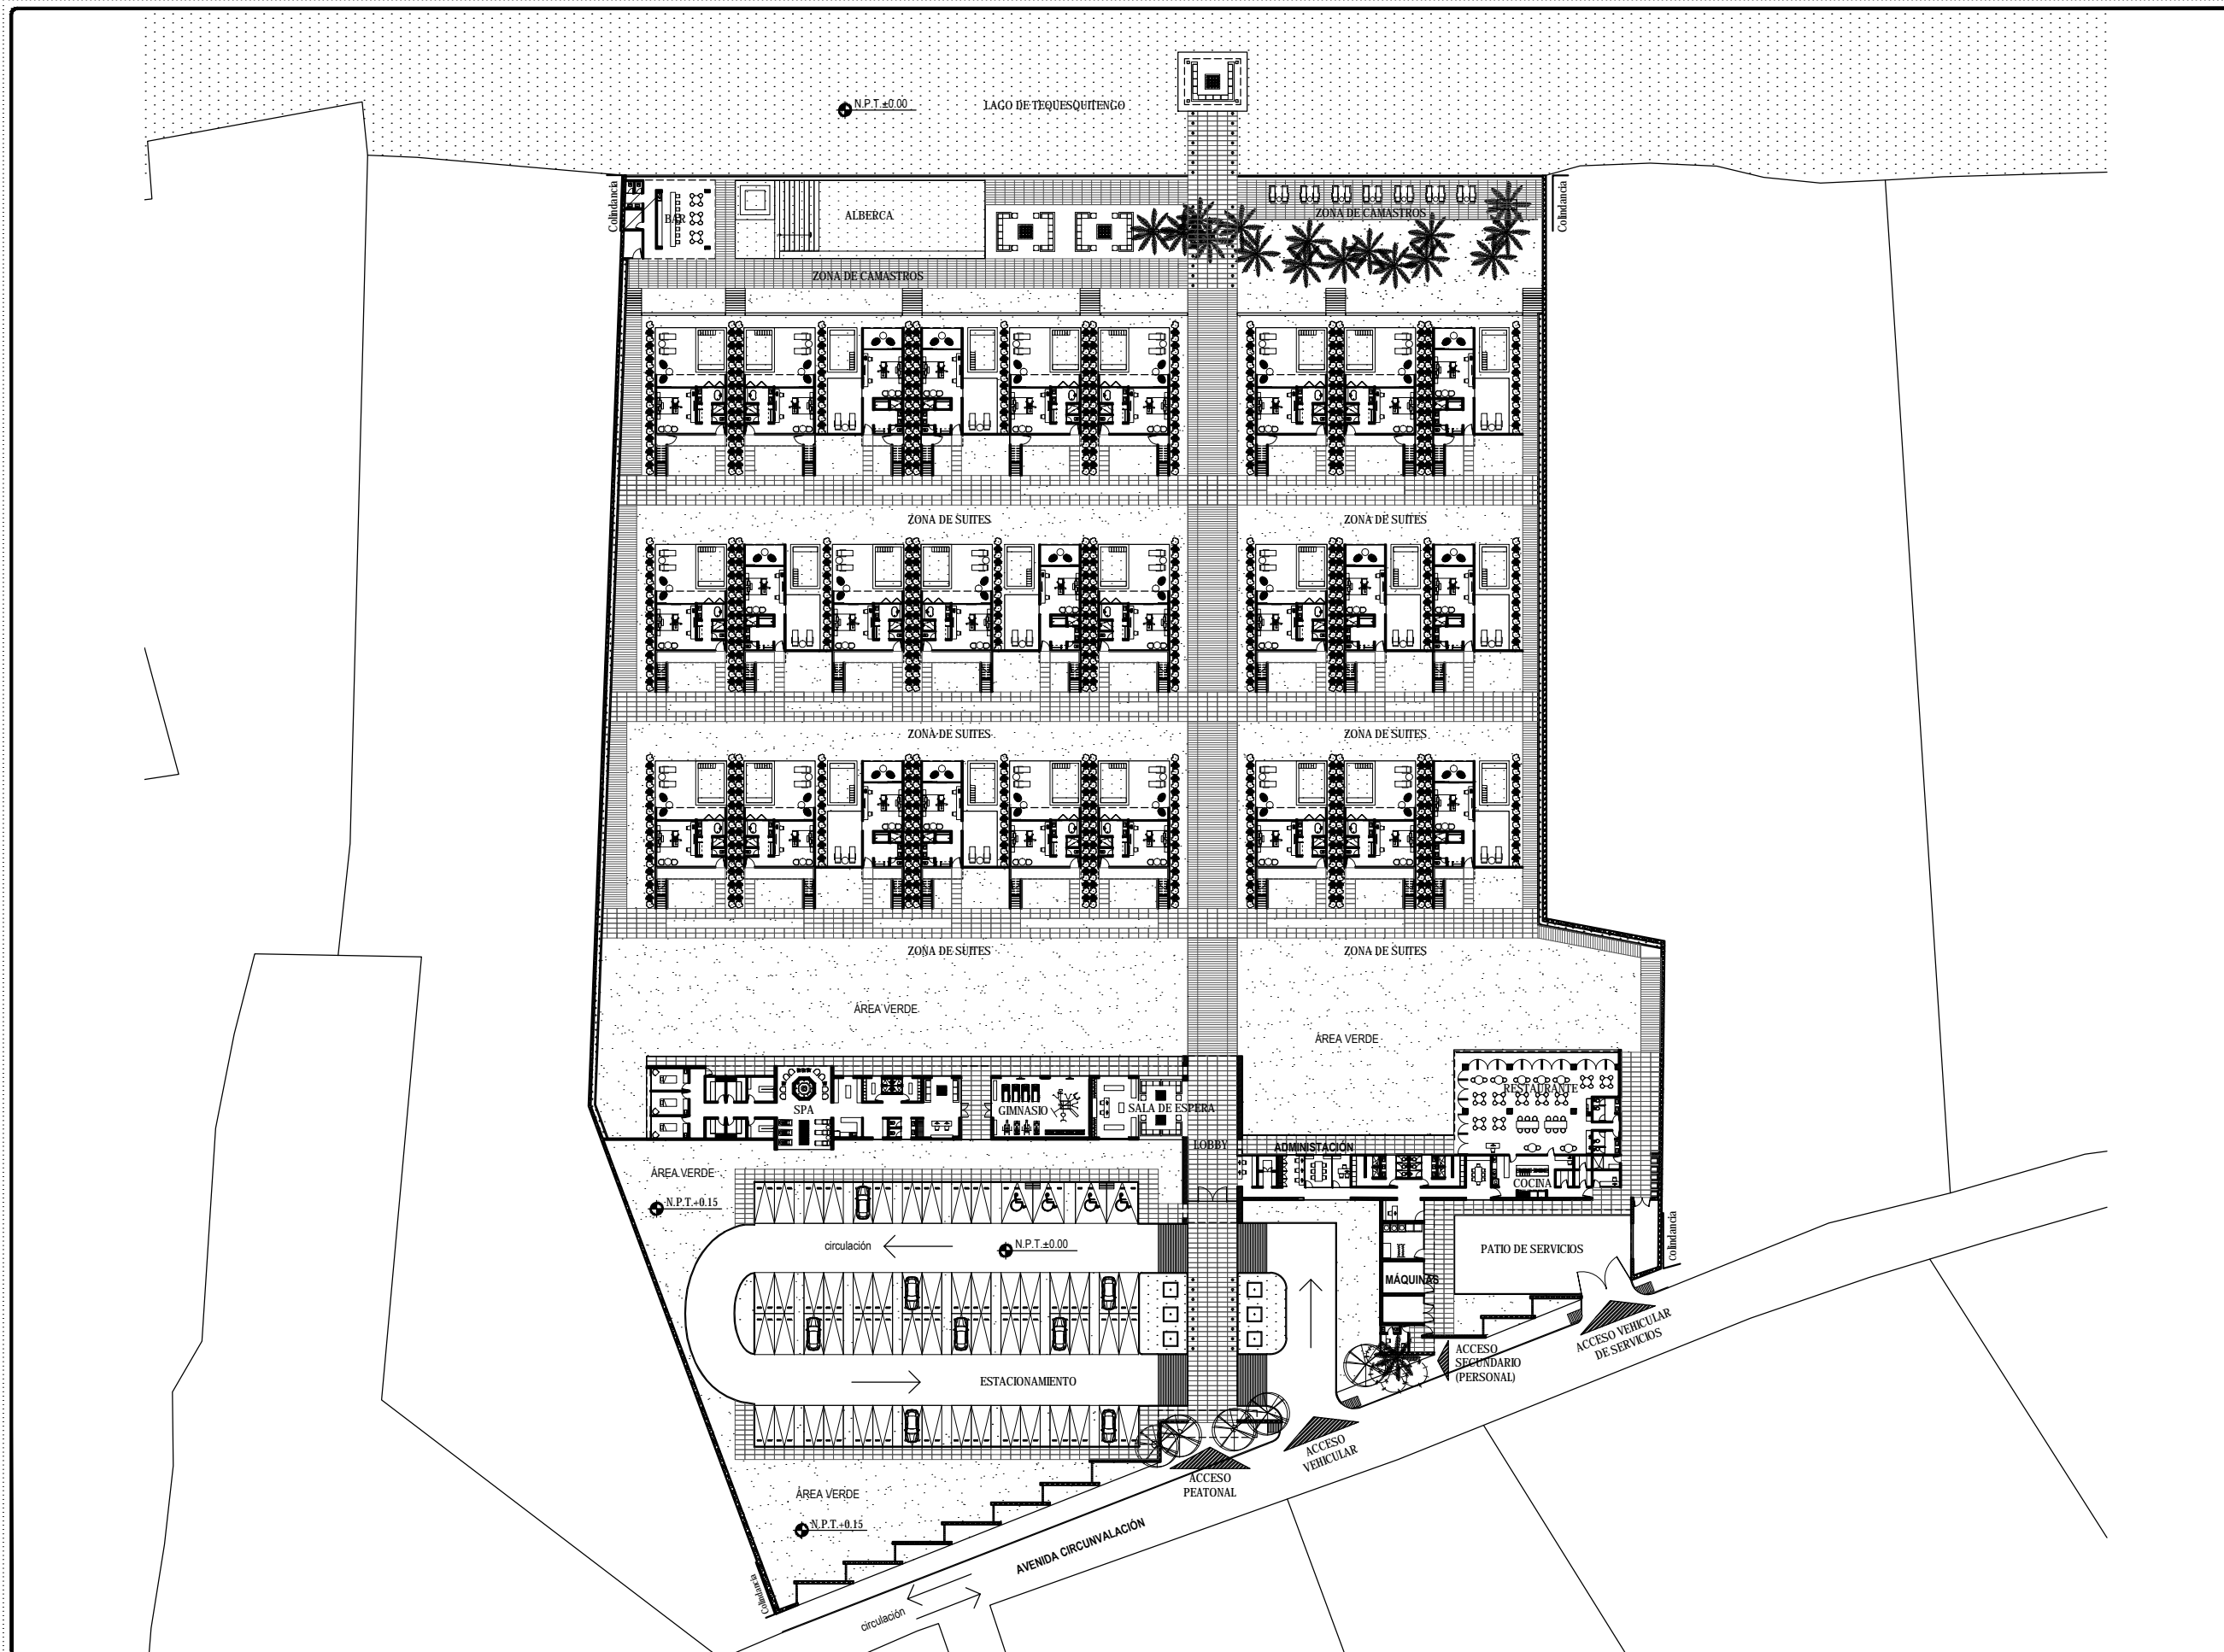 N.P.T.±0.00
LAGO DE TEQUESQUITENGO
Colindancia
BAR
ALBERCA
ZONA DE CAMASTROS
Colindancia
ZONA DE CAMASTROS
ZONA DE SUITES
ZONA DE SUITES
ZONA DE SUITES
ZONA DE SUITES
ZONA DE SUITES
ZONA DE SUITES
ÁREA VERDE
ÁREA VERDE
RESTAURANTE
SPA
GIMNASIO
SALA DE ESPERA
LOBBY
ADMINISTACIÓN
ÁREA VERDE
COCINA
N.P.T.+0.15
circulación
N.P.T.±0.00
PATIO DE SERVICIOS
Colindancia
MÁQUINAS
ACCESO VEHICULAR
DE SERVICIOS
ACCESO
SECUNDARIO
(PERSONAL)
ESTACIONAMIENTO
ACCESO
VEHICULAR
ACCESO
PEATONAL
ÁREA VERDE
N.P.T.+0.15
AVENIDA CIRCUNVALACIÓN
Colindancia
circulación